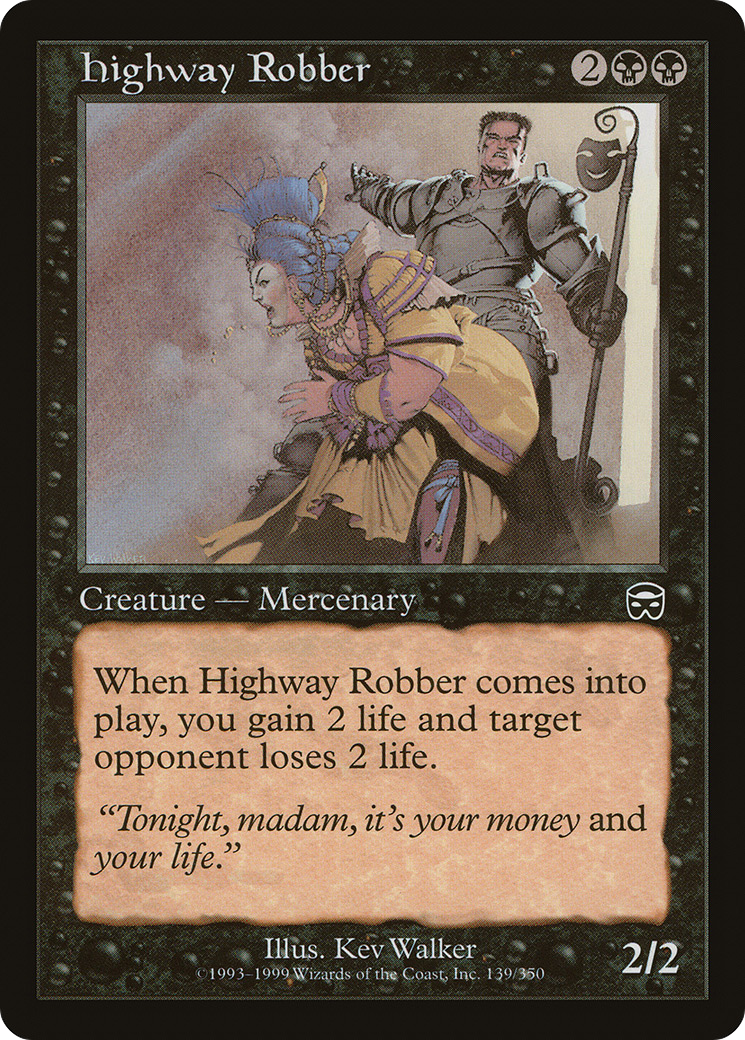 Highway Robber 2
KEV WALKER
Creature — Mercenary
When Highway Robber comes into
play, you gain 2 life and target
opponent loses 2 life.
“Tonight, madam, it’s your money and
your life.”
Illus. Kev Walker
©1993–1999 Wizards of the Coast, Inc. 139/350
2/2